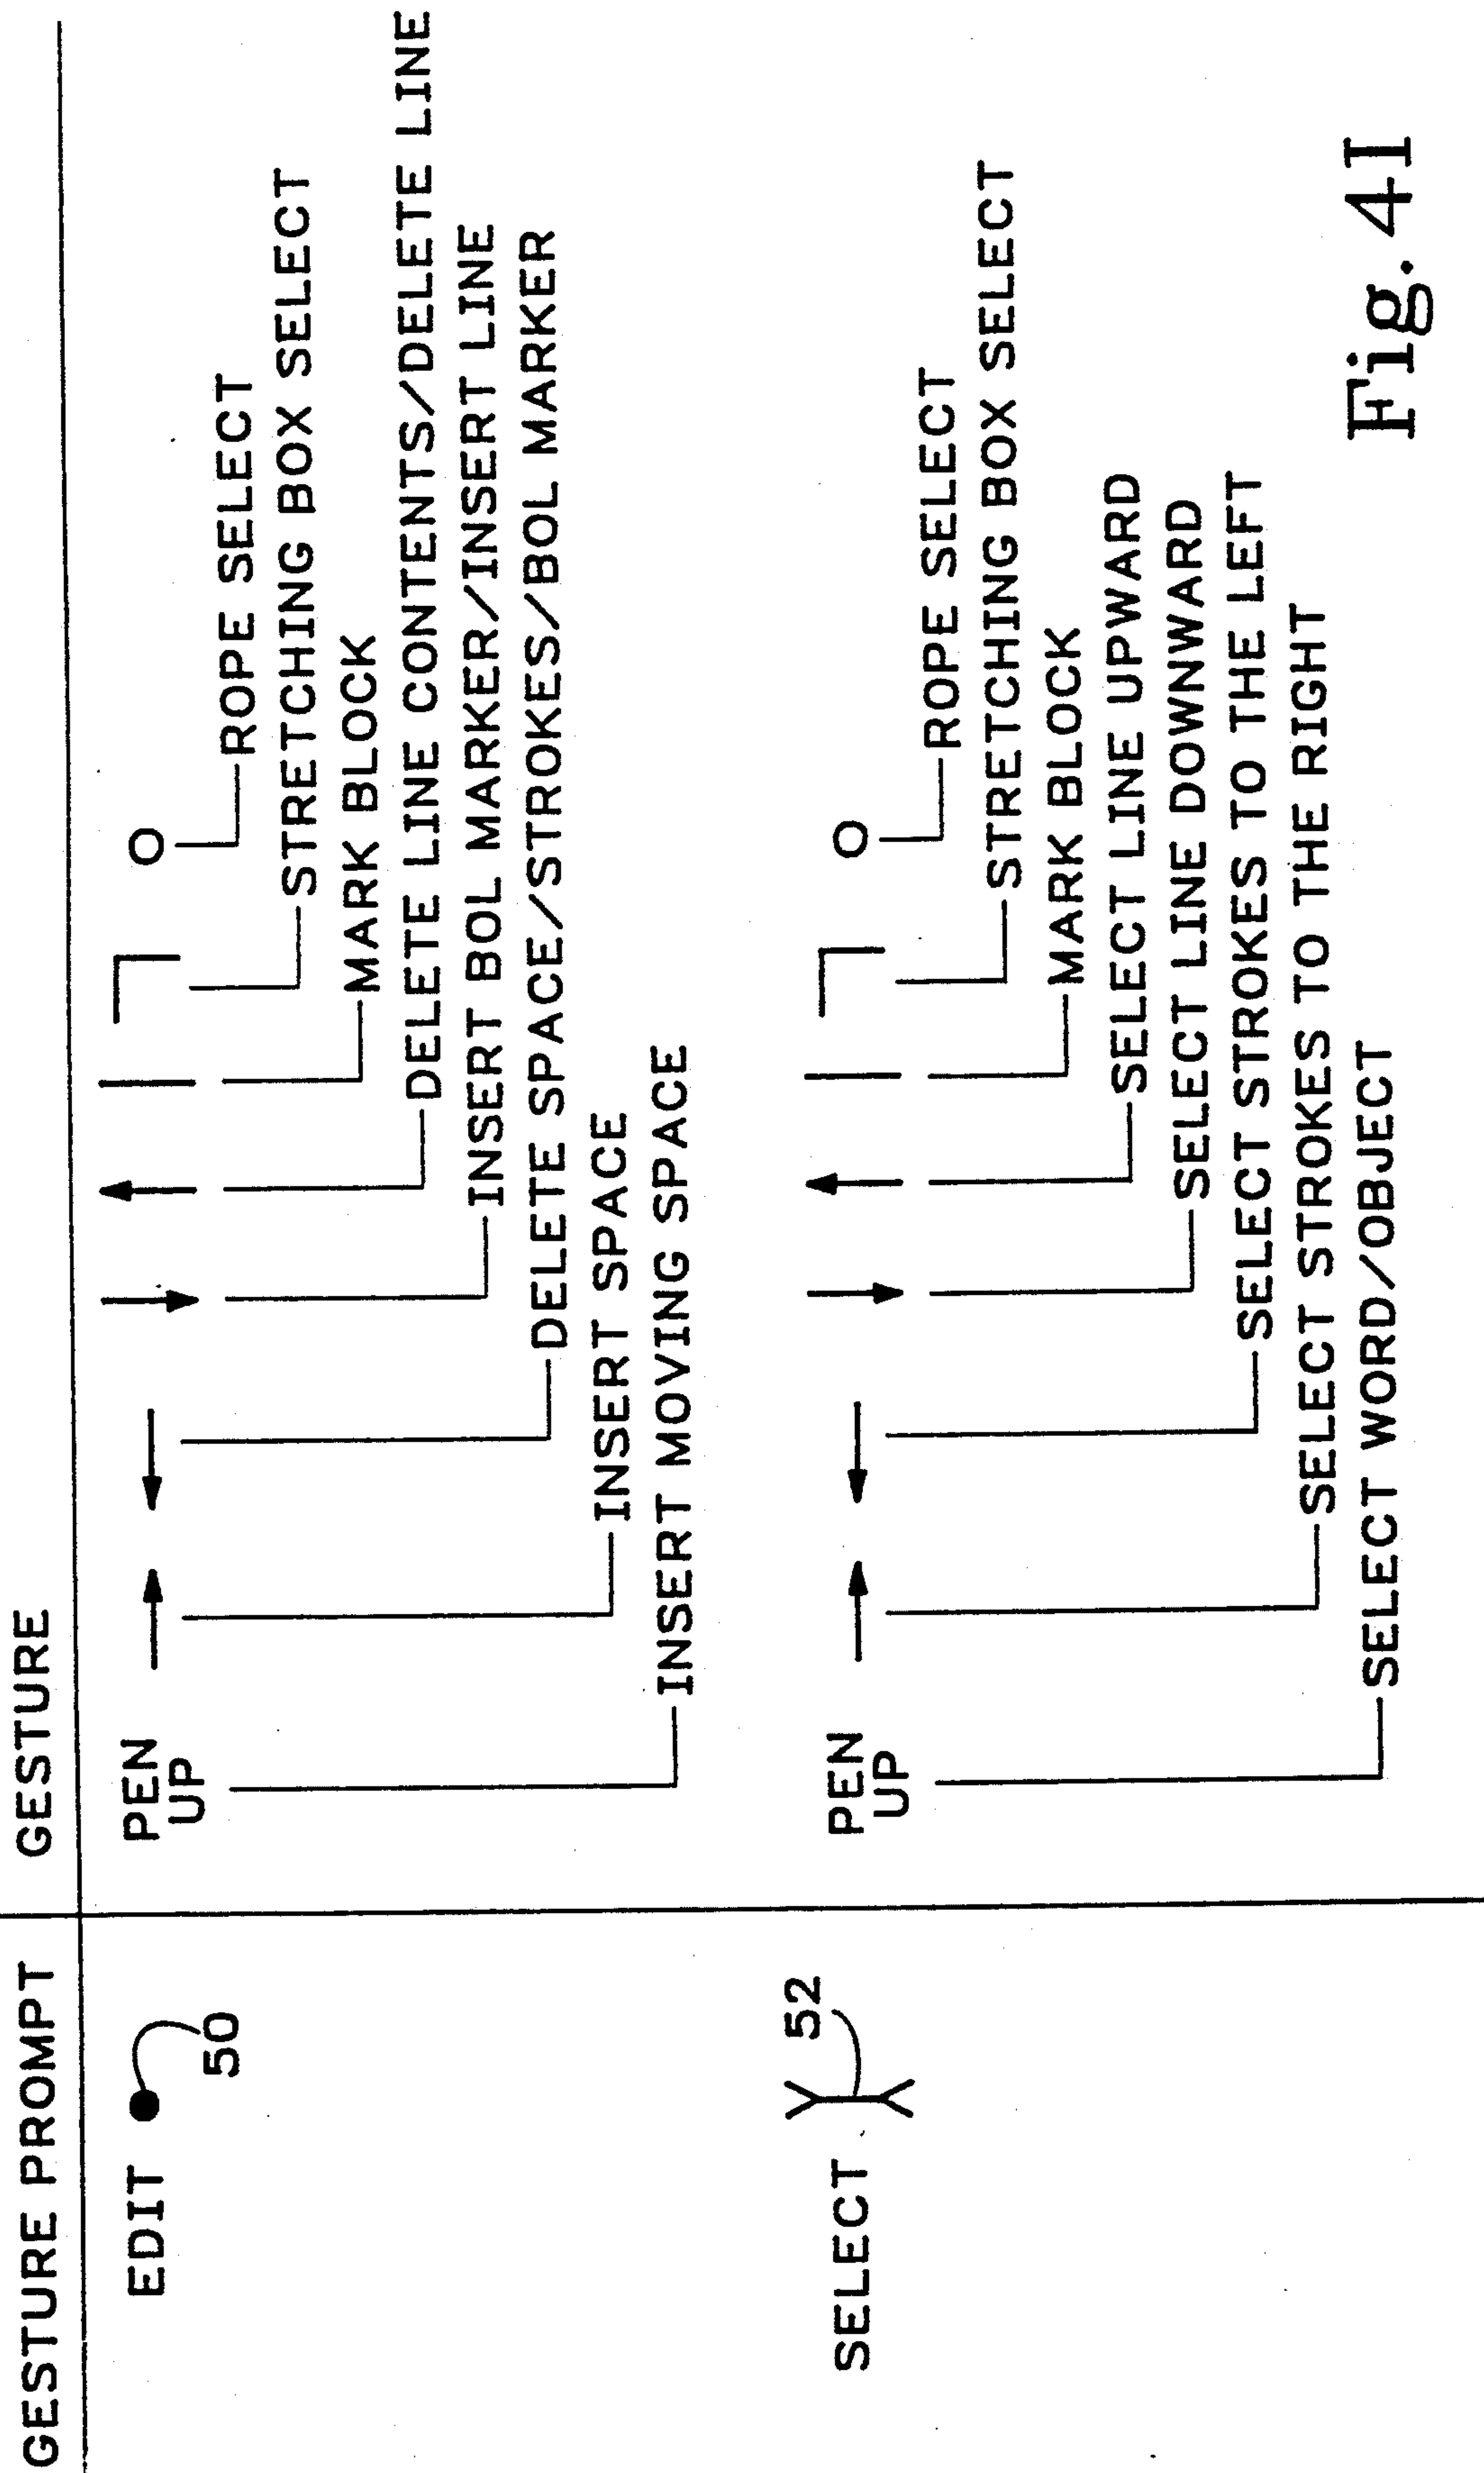 GESTURE PROMPT
GESTURE
EDIT
50
PEN
UP
ROPE SELECT
STRETCHING BOX SELECT
MARK BLOCK
DELETE LINE CONTENTS/DELETE LINE
INSERT BOL MARKER/INSERT LINE
DELETE SPACE/STROKES/BOL MARKER
INSERT SPACE
INSERT MOVING SPACE
SELECT
52
PEN
UP
ROPE SELECT
STRETCHING BOX SELECT
MARK BLOCK
SELECT LINE UPWARD
SELECT LINE DOWNWARD
SELECT STROKES TO THE LEFT
SELECT STROKES TO THE RIGHT
SELECT WORD/OBJECT
Fig. 4I